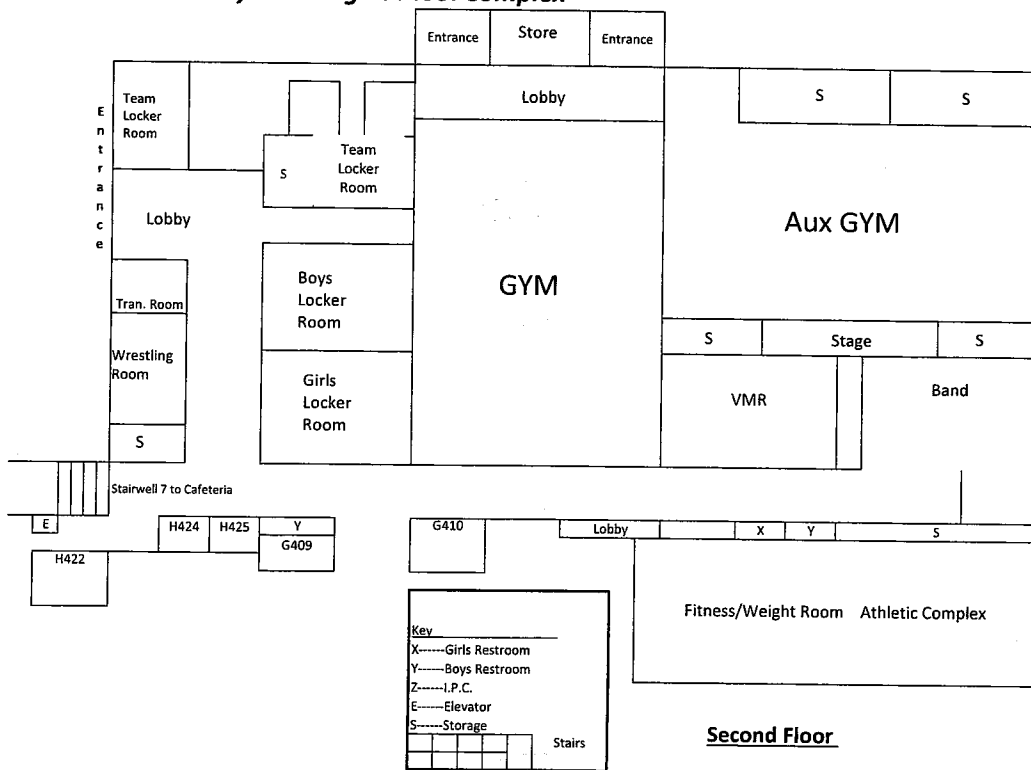 Complex
Entrance
Store
Entrance
Lobby
S
S
Team
Locker
Room
Entrance
Team
Locker
Room
S
Lobby
Aux GYM
GYM
Boys
Locker
Room
Tran. Room
S
Stage
S
Wrestling
Room
Girls
Locker
Room
VMR
Band
S
Stairwell 7 to Cafeteria
E
H424
H425
Y
G410
Lobby
X
Y
S
G409
H422
Fitness/Weight Room Athletic Complex
Key
X------Girls Restroom
Y------Boys Restroom
Z------I.P.C.
E------Elevator
S------Storage
Stairs
Second Floor